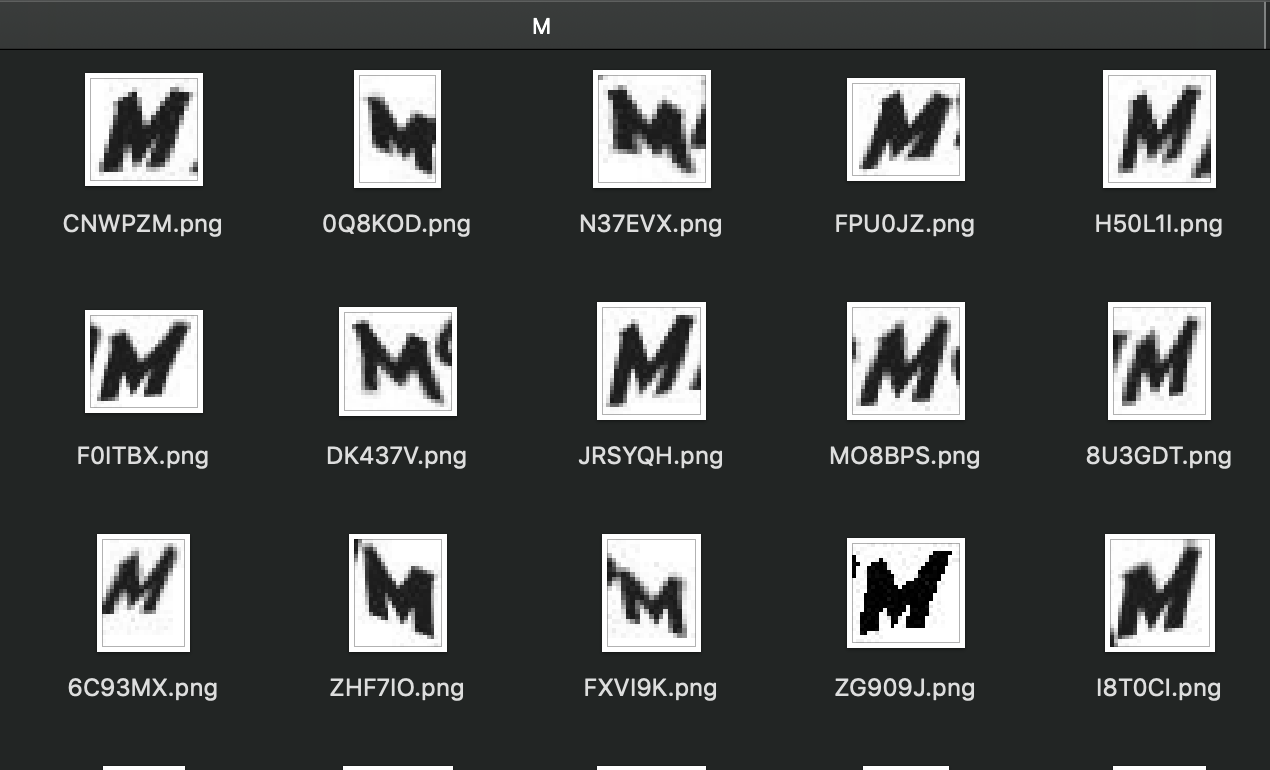 M
M M M M M
CNWPZM.png 0Q8KOD.png N37EVX.png FPU0JZ.png H50L1I.png
M M M M M
F0ITBX.png DK437V.png JRSYQH.png MO8BPS.png 8U3GDT.png
M M M M M
6C93MX.png ZHF7IO.png FXVI9K.png ZG909J.png I8T0CI.png